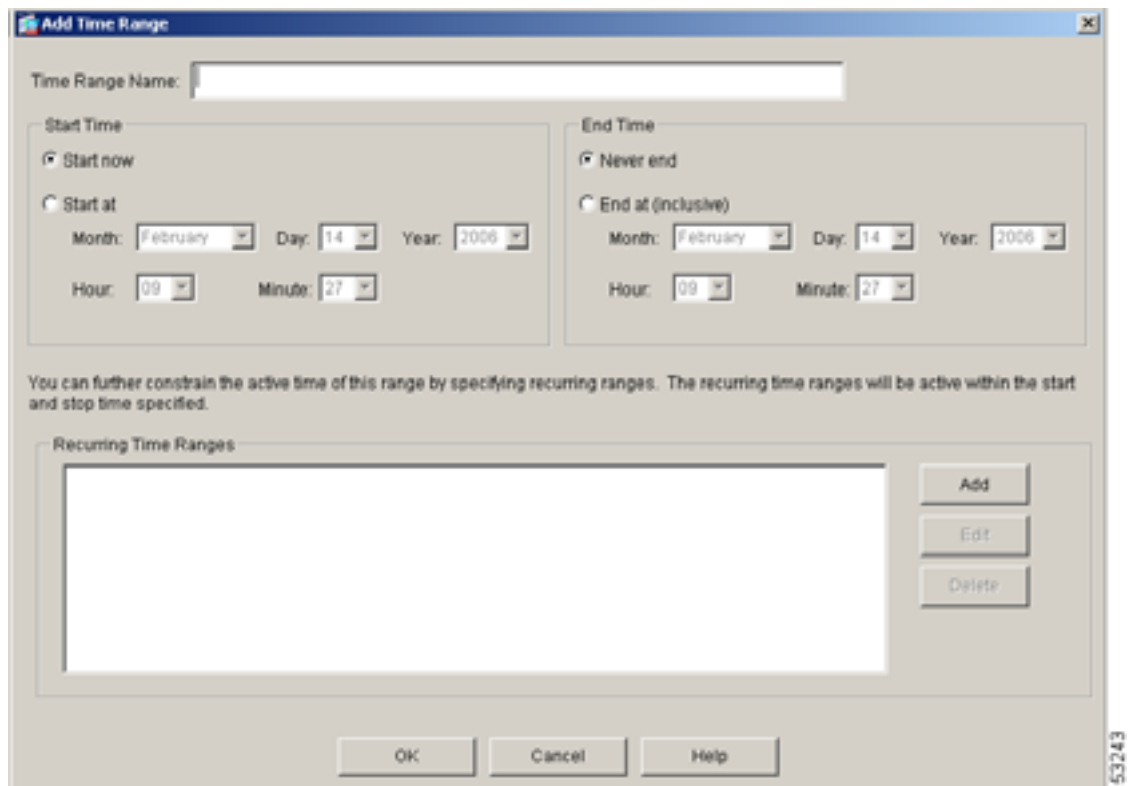 Add Time Range
Time Range Name:
Start Time
Start now
Start at
Month: February Day: 14 Year: 2006
Hour: 09 Minute: 27
End Time
Never end
End at (inclusive)
Month: February Day: 14 Year: 2006
Hour: 09 Minute: 27
You can further constrain the active time of this range by specifying recurring ranges. The recurring time ranges will be active within the start
and stop time specified.
Recurring Time Ranges
Add
Edit
Delete
OK
Cancel
Help
53243